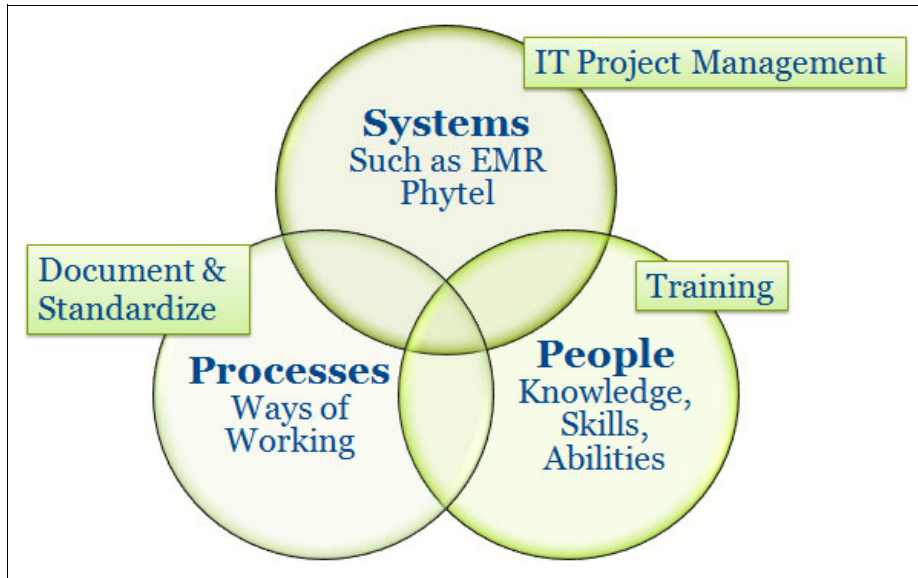 IT Project Management
Systems
Such as EMR
Phytel
Document &
Standardize
Training
Processes
Ways of
Working
People
Knowledge,
Skills,
Abilities